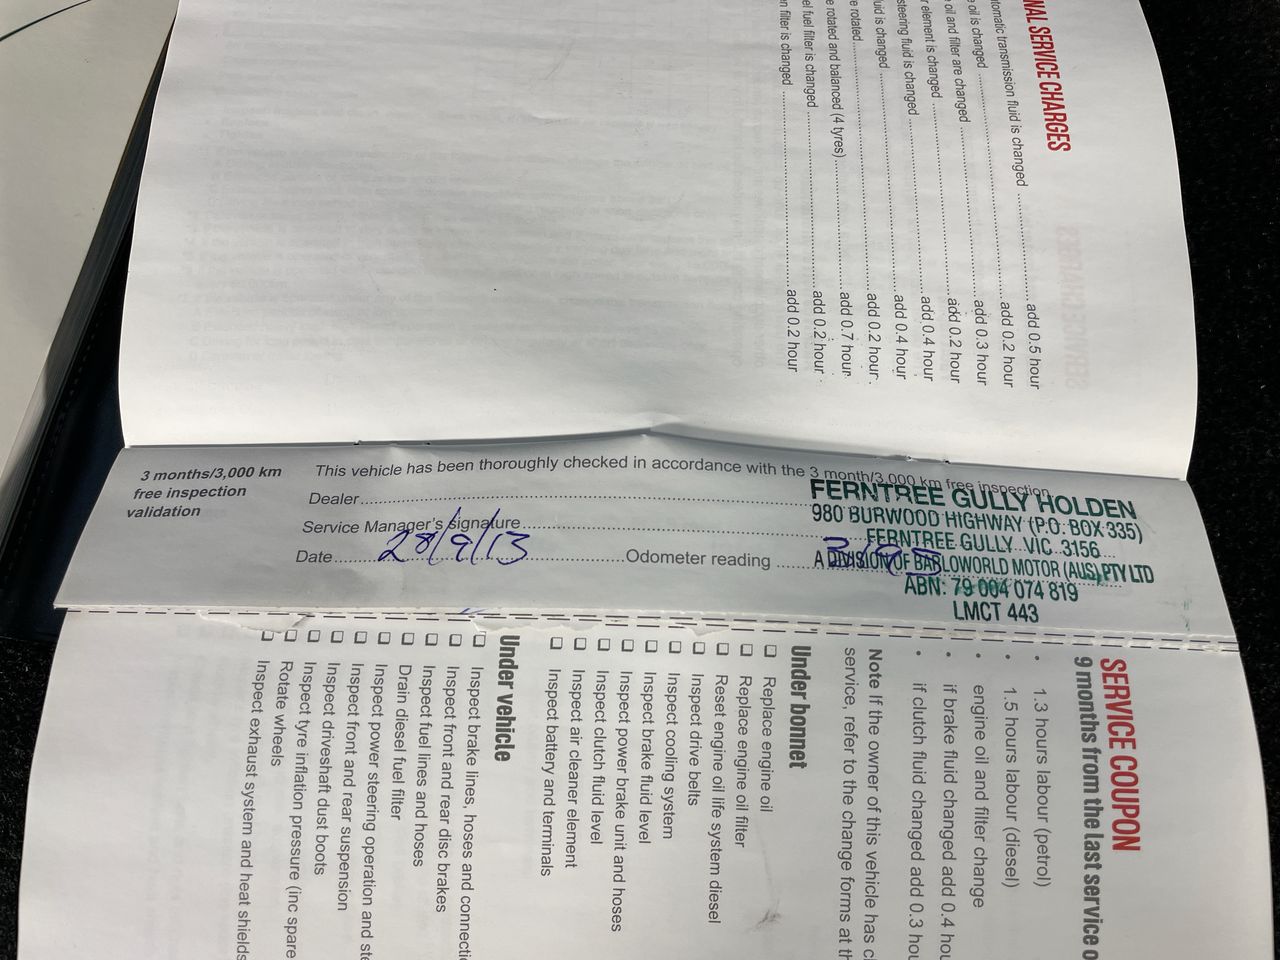 NAL SERVICE CHARGES
tomatic transmission fluid is changed ........ add 0.5 hour
oil is changed ........ add 0.2 hour
oil and filter are changed ........ add 0.3 hour
element is changed ........ add 0.2 hour
steering fluid is changed ........ add 0.4 hour
uid is changed ........ add 0.4 hour
rotated ........ add 0.2 hour
rotated and balanced (4 tyres) ........ add 0.7 hour
el fuel filter is changed ........ add 0.2 hour
n filter is changed ........ add 0.2 hour
3 months/3,000 km
free inspection
validation
This vehicle has been thoroughly checked in accordance with the 3 month/3,000 km free inspection
Dealer
Service Manager's signature
Date 28/9/13 Odometer reading
FERNTREE GULLY HOLDEN
980 BURWOOD HIGHWAY (P.O. BOX 335)
FERNTREE GULLY VIC 3156
A DIVISION OF BARLOWORLD MOTOR (AUS) PTY LTD
ABN: 79 004 074 819
LMCT 443
SERVICE COUPON
9 months from the last service o
• 1.3 hours labour (petrol)
• 1.5 hours labour (diesel)
• engine oil and filter change
• if brake fluid changed add 0.4 hou
• if clutch fluid changed add 0.3 hou
Note If the owner of this vehicle has c
service, refer to the change forms at th
Under bonnet
Replace engine oil
Replace engine oil filter
Reset engine oil life system diesel
Inspect drive belts
Inspect cooling system
Inspect brake fluid level
Inspect power brake unit and hoses
Inspect clutch fluid level
Inspect air cleaner element
Inspect battery and terminals
Under vehicle
Inspect brake lines, hoses and connecti
Inspect front and rear disc brakes
Inspect fuel lines and hoses
Drain diesel fuel filter
Inspect power steering operation and ste
Inspect front and rear suspension
Inspect driveshaft dust boots
Inspect tyre inflation pressure (inc spare
Rotate wheels
Inspect exhaust system and heat shields